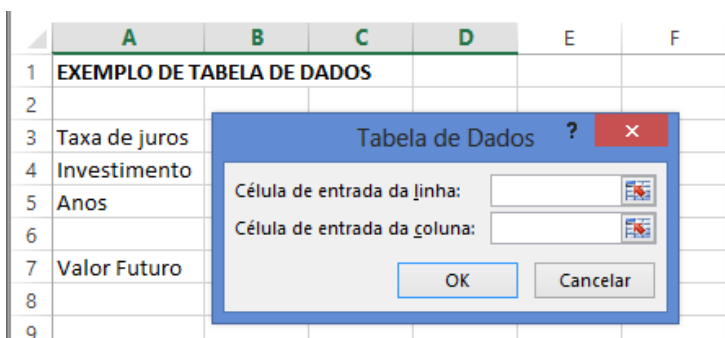 A B C D E F
1 EXEMPLO DE TABELA DE DADOS
2
3 Taxa de juros
4 Investimento
5 Anos
6
7 Valor Futuro
8
9
Tabela de Dados ? ×
Célula de entrada da linha:
Célula de entrada da coluna:
OK Cancelar